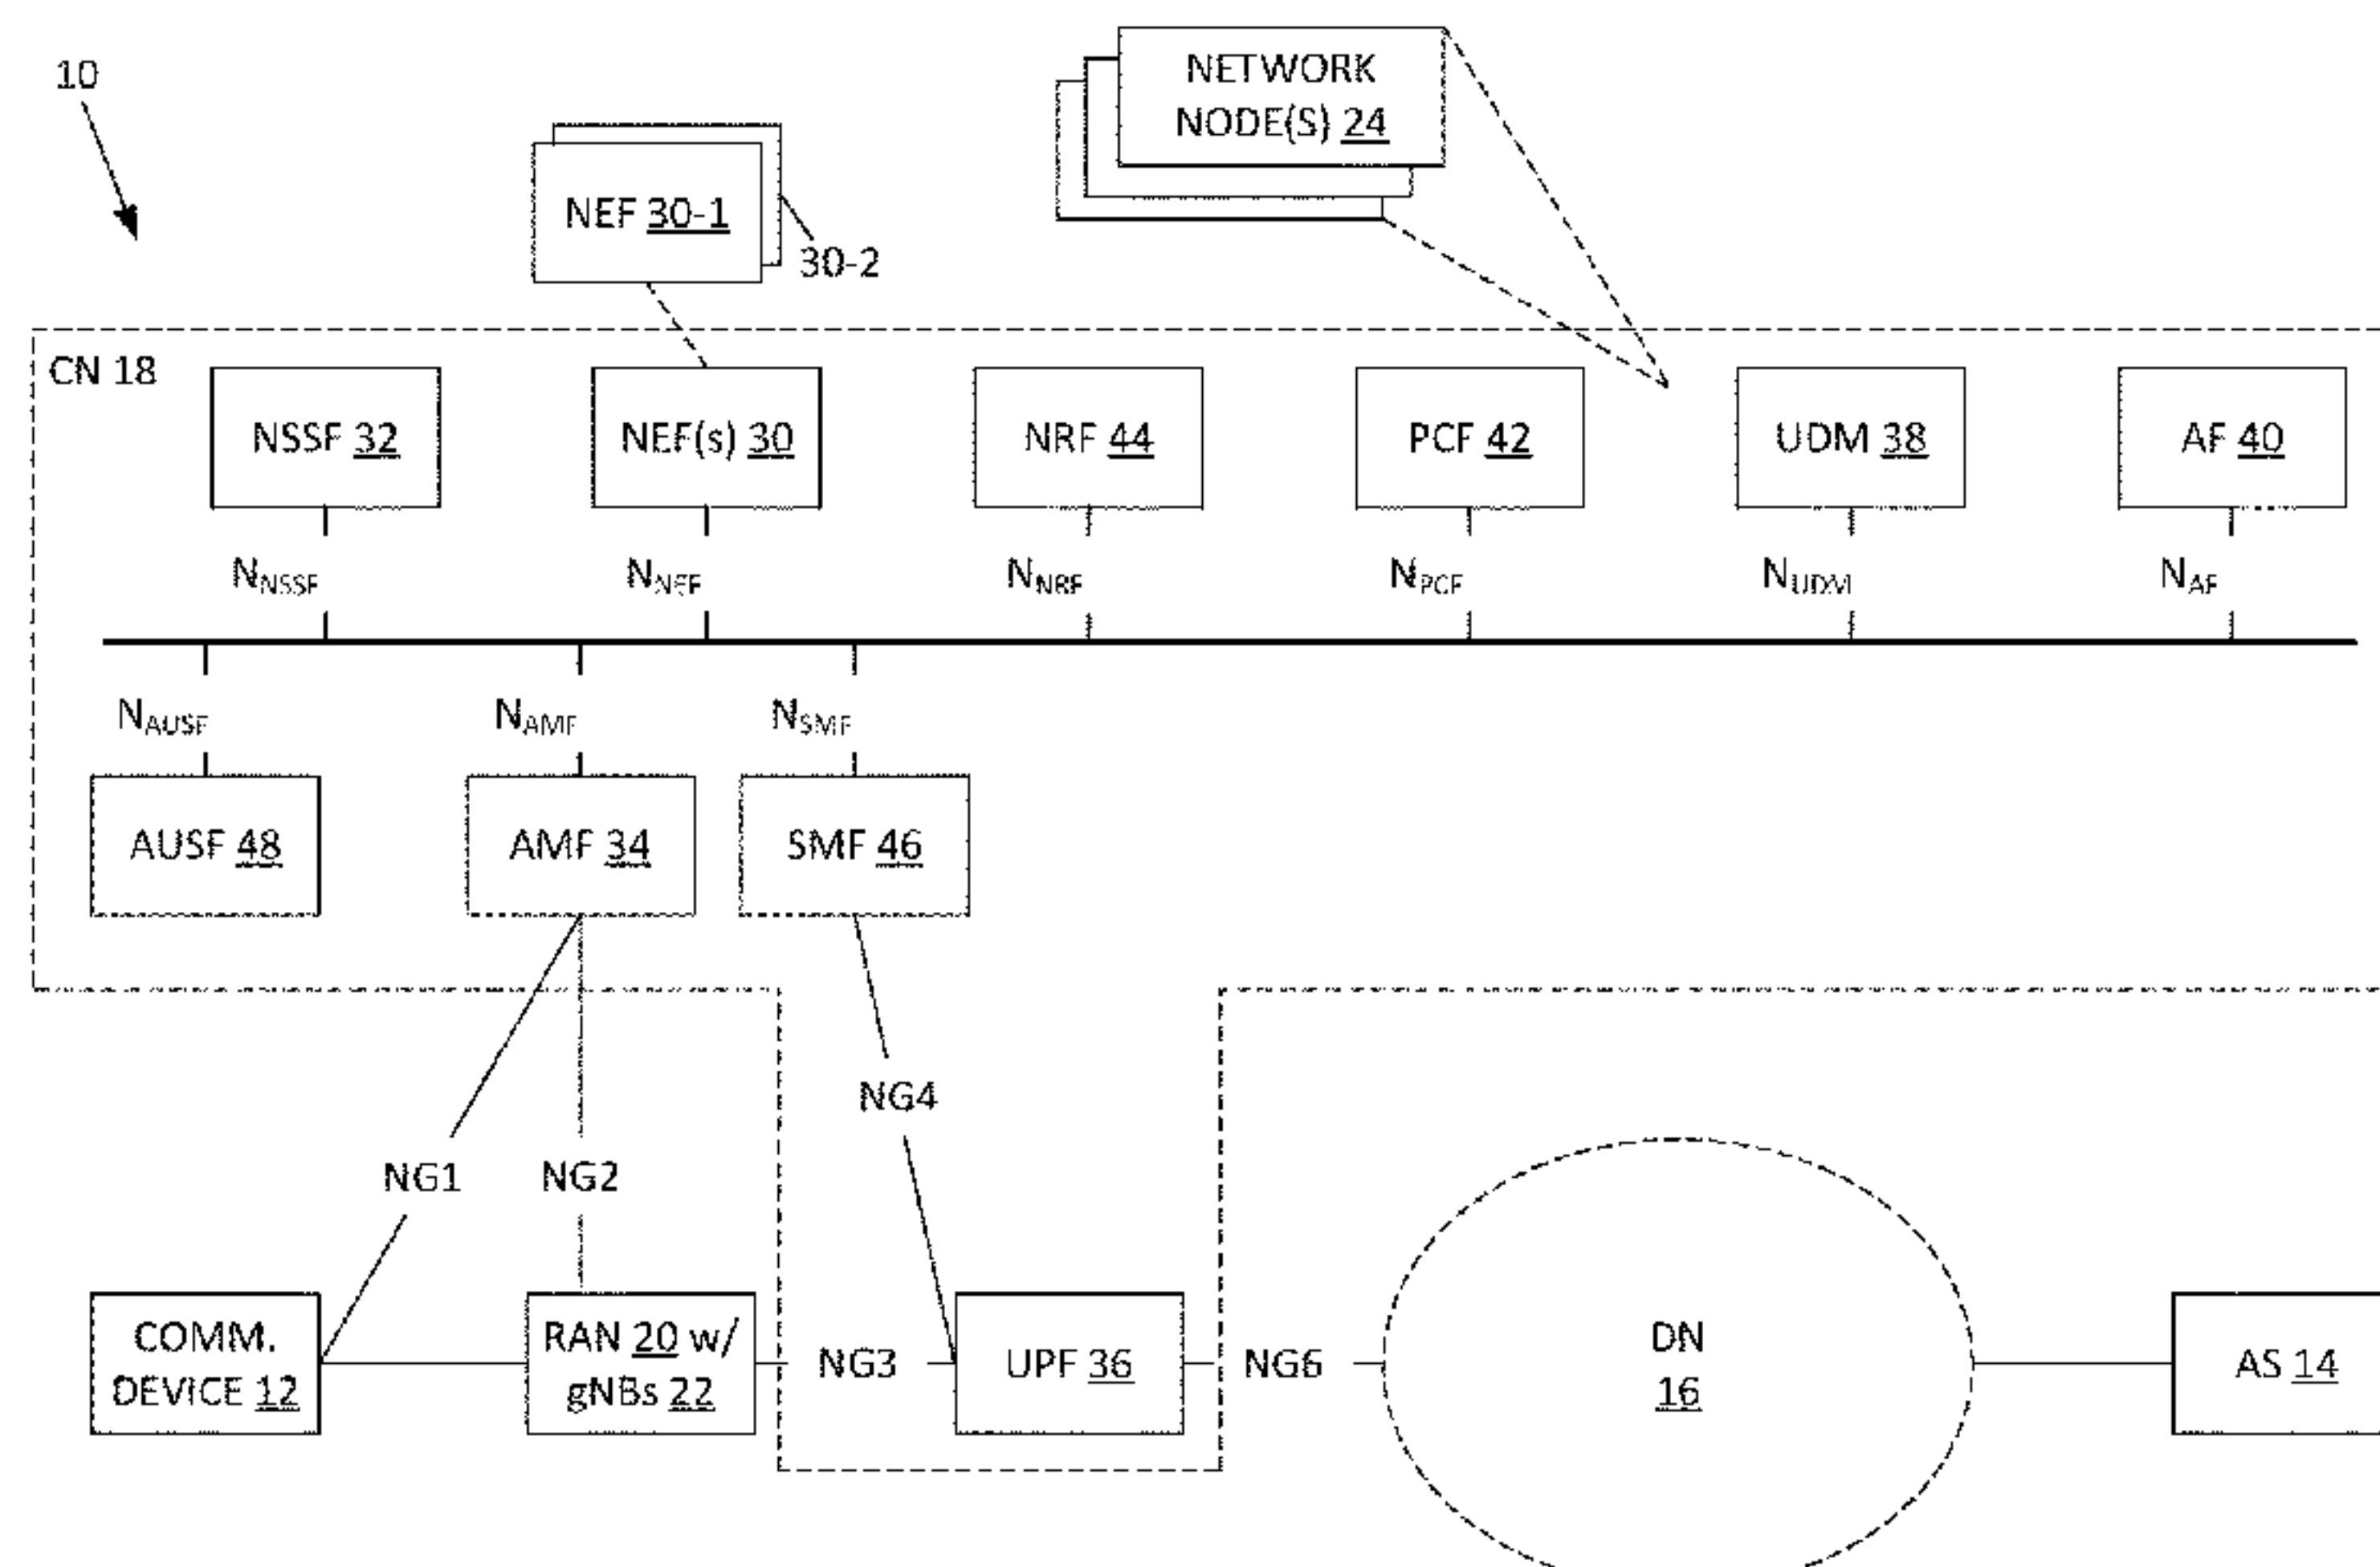 10
NETWORK
NODE(S) 24
NEF 30-1
30-2
CN 18
NSSF 32
NEF(s) 30
NRF 44
PCF 42
UDM 38
AF 40
NNSSF
NNEF
NNRF
NPCF
NUDM
NAF
NAUSF
NAMF
NSMF
AUSF 48
AMF 34
SMF 46
NG4
NG1
NG2
COMM.
DEVICE 12
RAN 20 w/
gNBs 22
NG3
UPF 36
NG6
DN
16
AS 14